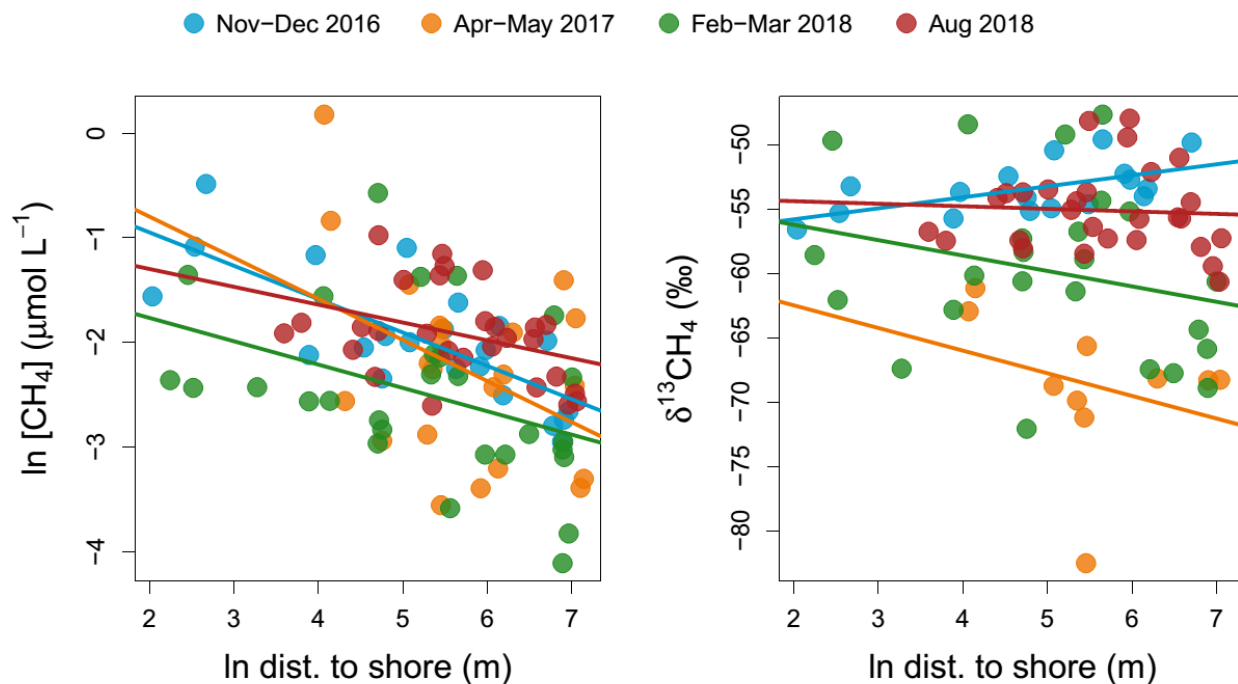 Nov−Dec 2016 Apr−May 2017 Feb−Mar 2018 Aug 2018
ln [CH₄] (μmol L⁻¹)
0
−1
−2
−3
−4
2 3 4 5 6 7
ln dist. to shore (m)
δ¹³CH₄ (‰)
−50
−55
−60
−65
−70
−75
−80
2 3 4 5 6 7
ln dist. to shore (m)